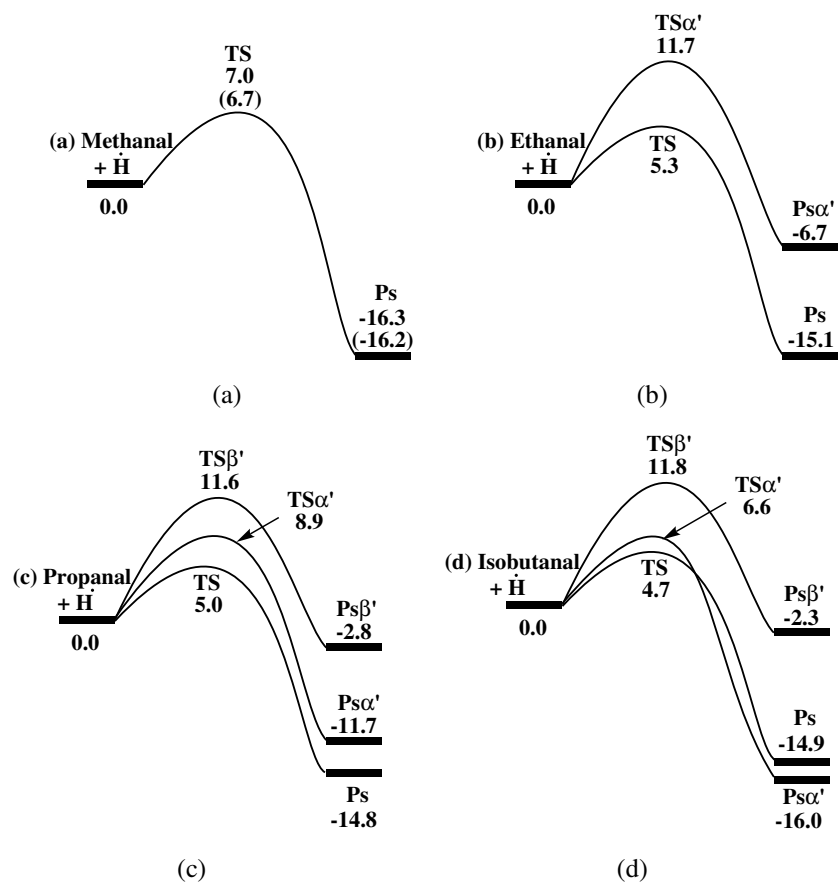 TS
7.0
(6.7)
(a) Methanal
+ Ḣ
0.0
Ps
-16.3
(-16.2)
(a)
TSα'
11.7
(b) Ethanal
+ Ḣ
0.0
TS
5.3
Psα'
-6.7
Ps
-15.1
(b)
TSβ'
11.6
TSα'
8.9
(c) Propanal
+ Ḣ
0.0
TS
5.0
Psβ'
-2.8
Psα'
-11.7
Ps
-14.8
(c)
TSβ'
11.8
TSα'
6.6
(d) Isobutanal
+ Ḣ
0.0
TS
4.7
Psβ'
-2.3
Ps
-14.9
Psα'
-16.0
(d)